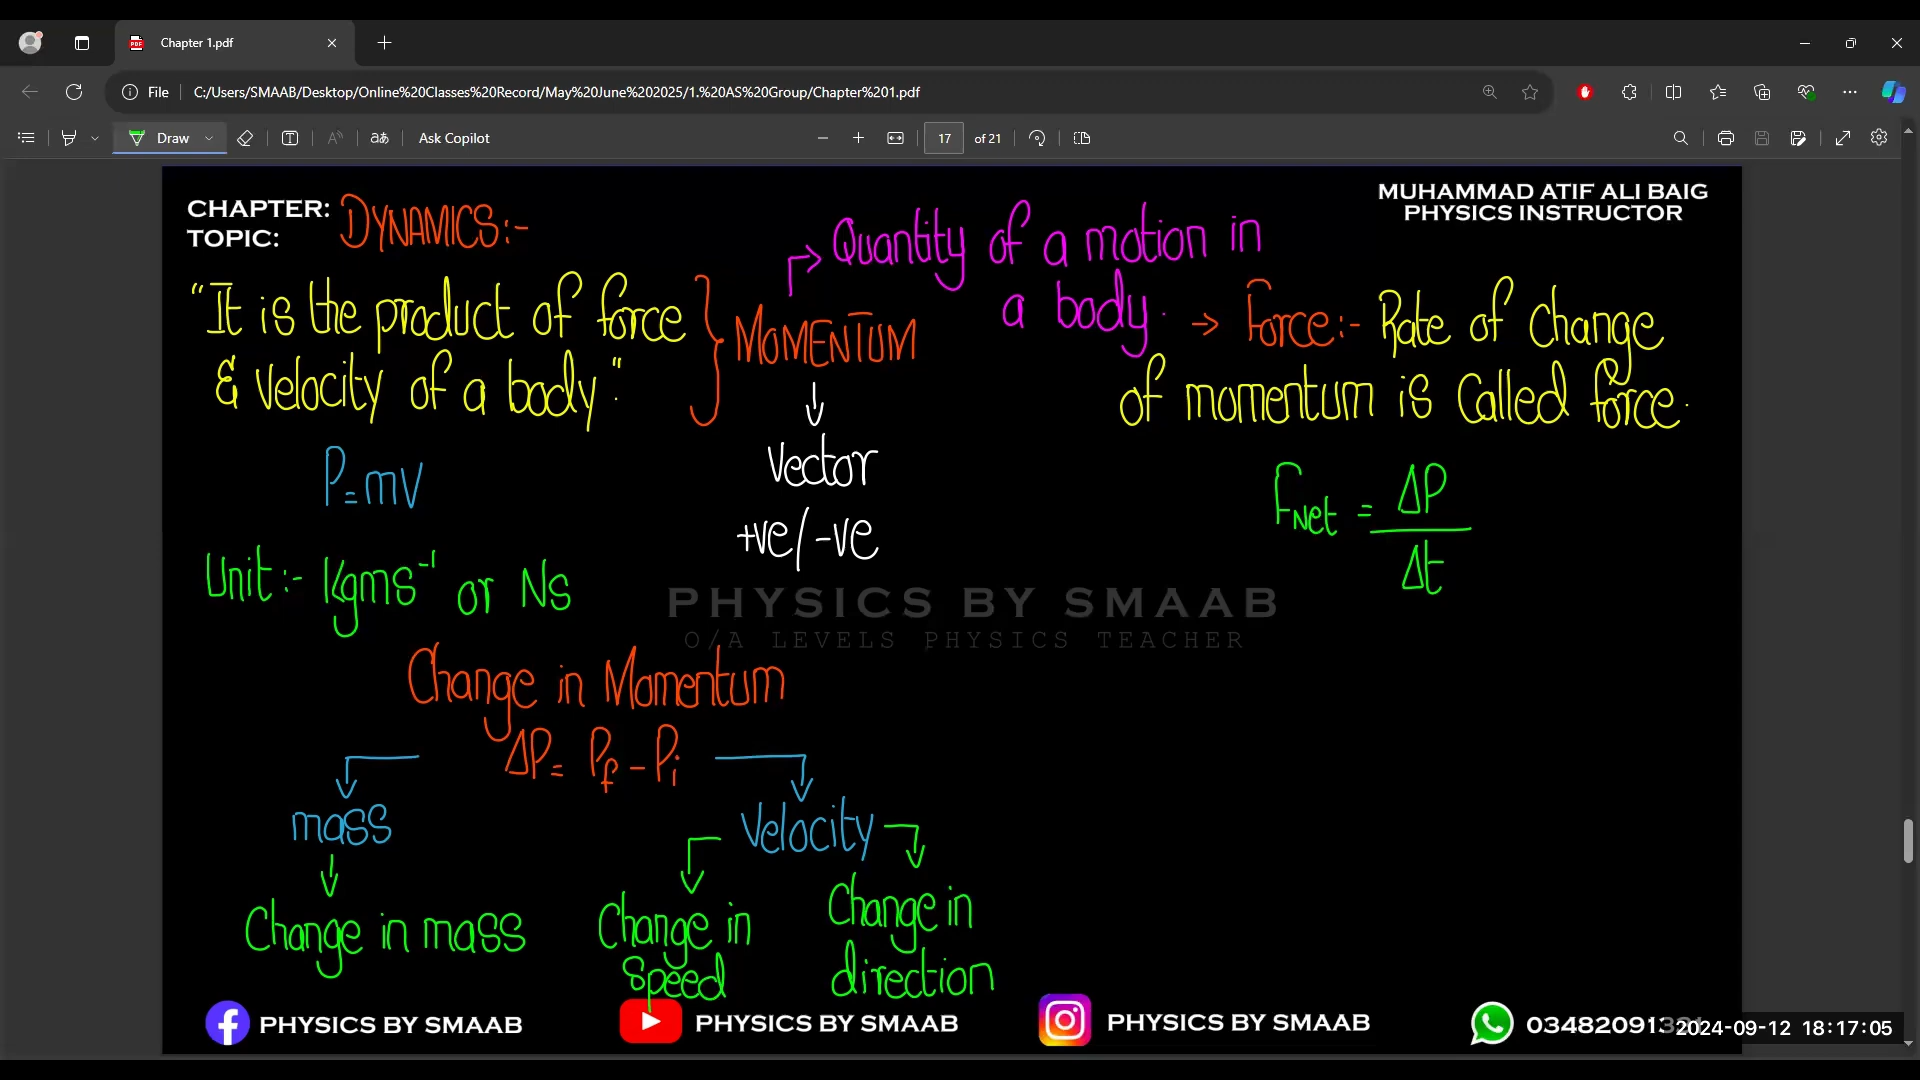 Chapter 1.pdf
File C:/Users/SMAAB/Desktop/Online%20Classes%20Record/May%20June%202025/1.%20AS%20Group/Chapter%201.pdf
Draw Ask Copilot 17 of 21
CHAPTER: DYNAMICS:-
TOPIC:
MUHAMMAD ATIF ALI BAIG
PHYSICS INSTRUCTOR
→ Quantity of a motion in
a body.
"It is the product of force
& Velocity of a body."
MOMENTUM
→ Force:- Rate of Change
of momentum is Called force.
Vector
+ve/-ve
P=mV
FNet = ΔP
Δt
Unit:- Kgms⁻¹ or Ns
PHYSICS BY SMAAB
O/A LEVELS PHYSICS TEACHER
Change in Momentum
ΔP= Pf - Pi
mass
Velocity
Change in mass
Change in
speed
Change in
direction
PHYSICS BY SMAAB
PHYSICS BY SMAAB
PHYSICS BY SMAAB
2024-09-12 18:17:05